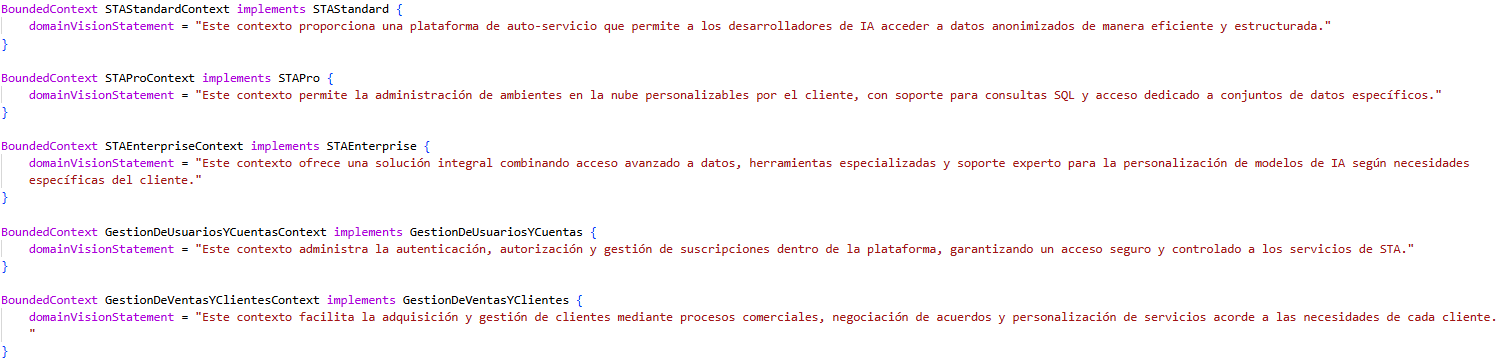 BoundedContext STAStandardContext implements STAStandard {
domainVisionStatement = "Este contexto proporciona una plataforma de auto-servicio que permite a los desarrolladores de IA acceder a datos anonimizados de manera eficiente y estructurada."
}
BoundedContext STAProContext implements STAPro {
domainVisionStatement = "Este contexto permite la administración de ambientes en la nube personalizables por el cliente, con soporte para consultas SQL y acceso dedicado a conjuntos de datos específicos."
}
BoundedContext STAEnterpriseContext implements STAEnterprise {
domainVisionStatement = "Este contexto ofrece una solución integral combinando acceso avanzado a datos, herramientas especializadas y soporte experto para la personalización de modelos de IA según necesidades
específicas del cliente."
}
BoundedContext GestionDeUsuariosYCuentasContext implements GestionDeUsuariosYCuentas {
domainVisionStatement = "Este contexto administra la autenticación, autorización y gestión de suscripciones dentro de la plataforma, garantizando un acceso seguro y controlado a los servicios de STA."
}
BoundedContext GestionDeVentasYClientesContext implements GestionDeVentasYClientes {
domainVisionStatement = "Este contexto facilita la adquisición y gestión de clientes mediante procesos comerciales, negociación de acuerdos y personalización de servicios acorde a las necesidades de cada cliente.
"
}